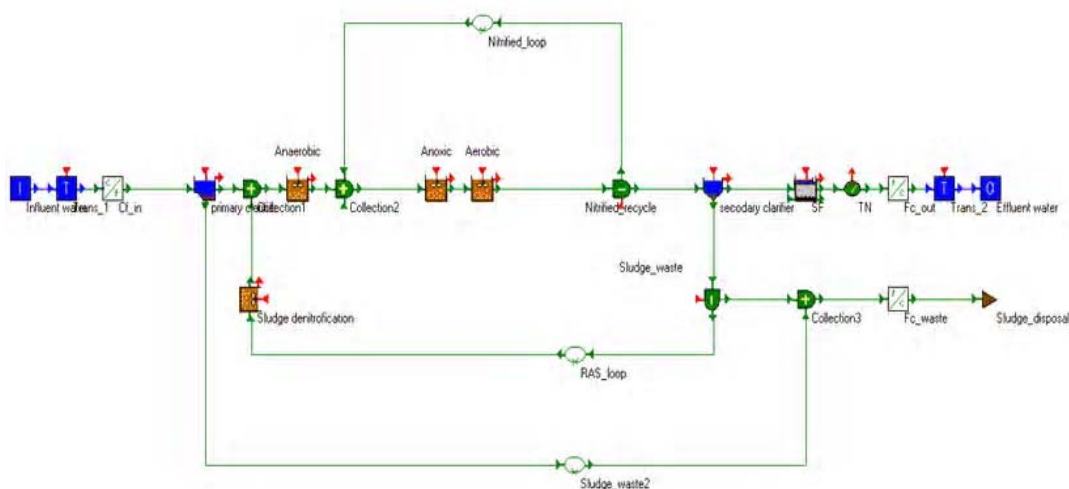 Nitrified_loop
Anaerobic
Anoxic
Aerobic
I
T
C
f
T
O
Influent water
Trans_1
Cf_in
primary
Collection1
Collection2
Nitrified_recycle
secodary clarifier
SF
TN
Fc_out
Trans_2
Effluent water
Sludge_waste
Sludge denitrofication
Collection3
Fc_waste
Sludge_disposal
RAS_loop
Sludge_waste2